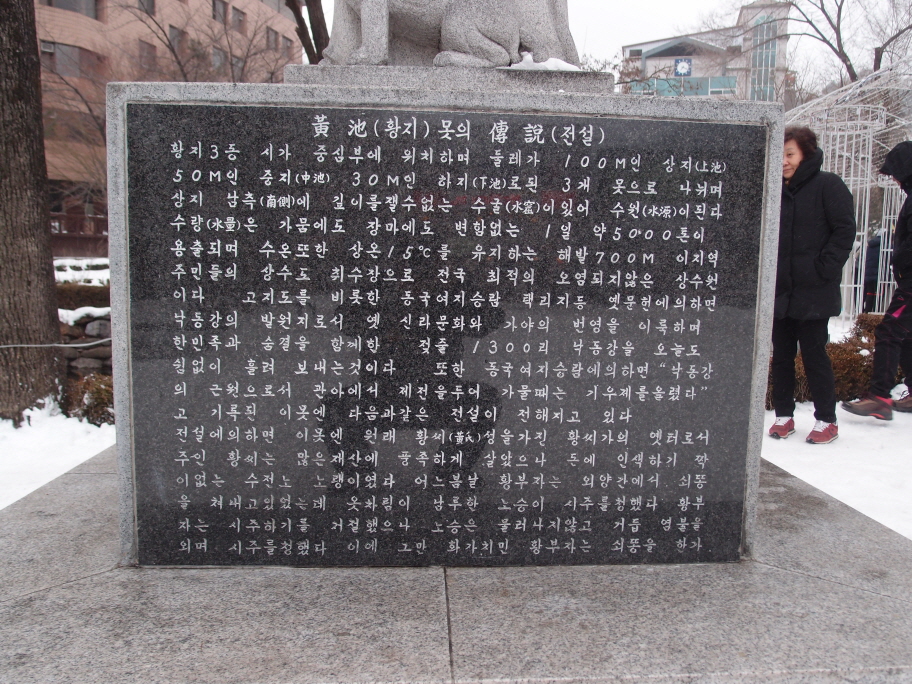 黃 池(황지) 못의 傳 說(전설)
황지3동 시가 중심부에 위치하며 둘레가 100M인 상지(上池)
50M인 중지(中池) 30M인 하지(下池)로된 3개 못으로 나뉘며
상지 남측(南側)에 깊이를잴수없는 수굴(水窟)이있어 수원(水源)이된다
수량(水量)은 가뭄에도 장마에도 변함없는 1일 약5000톤이
용출되며 수온또한 상온15℃를 유지하는 해발700M 이지역
주민들의 상수도 취수장으로 전국 최적의 오염되지않은 상수원
이다 고지도를 비롯한 동국여지승람 택리지등 옛문헌에의하면
낙동강의 발원지로서 옛 신라문화와 가야의 번영을 이룩하며
한민족과 숨결을 함께한 젖줄 1300리 낙동강을 오늘도
쉴없이 흘려 보내는것이다 또한 동국여지승람에의하면 "낙동강
의 근원으로서 관아에서 제전을두어 가물때는 기우제를올렸다"
고 기록된 이못엔 다음과같은 전설이 전해지고 있다
전설에의하면 이못엔 원래 황씨(黃氏)성을가진 황씨가의 옛터로서
주인 황씨는 많은재산에 풍족하게 살았으나 돈에 인색하기 짝
이없는 수전노 노랭이였다 어느봄날 황부자는 외양간에서 쇠똥
을 쳐내고있었는데 옷차림이 남루한 노승이 시주를청했다 황부
자는 시주하기를 거절했으나 노승은 물러나지않고 거듭 염불을
외며 시주를청했다 이에 그만 화가치민 황부자는 쇠똥을 한가